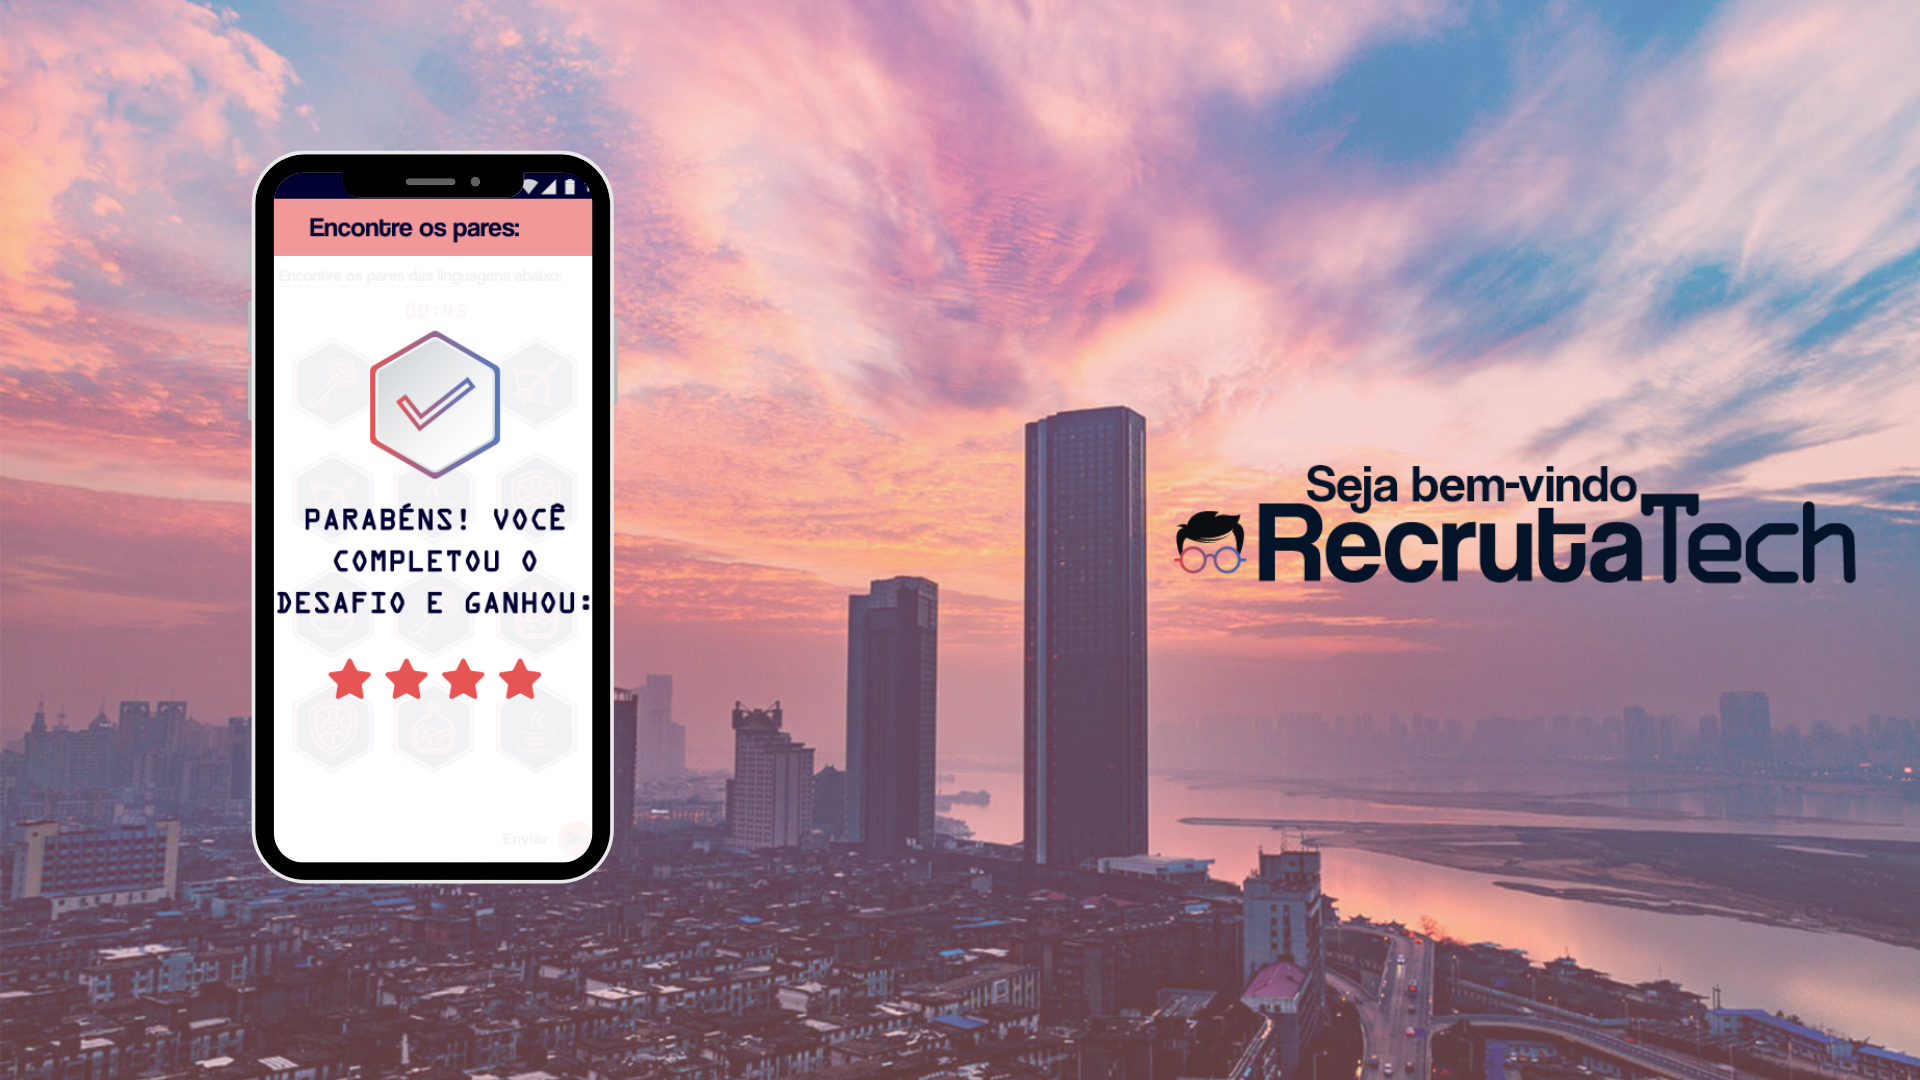 Encontre os pares:
Encontre os pares das linguagens abaixo:
00:45
PARABÉNS! VOCÊ
COMPLETOU O
DESAFIO E GANHOU:
Enviar
Seja bem-vindo
RecrutaTech